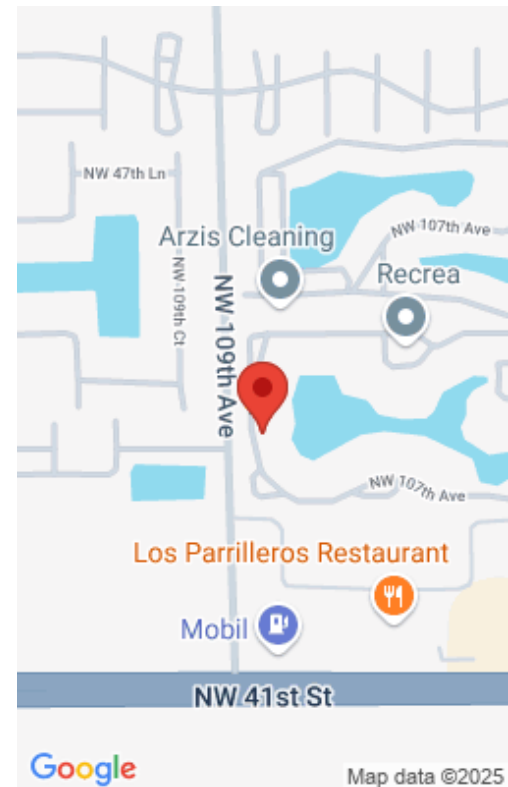 NW 47th Ln
NW 107th Ave
Arzis Cleaning
Recrea
NW 109th Ct
NW 109th Ave
NW 107th Ave
Los Parrilleros Restaurant
Mobil
NW 41st St
Google
Map data ©2025